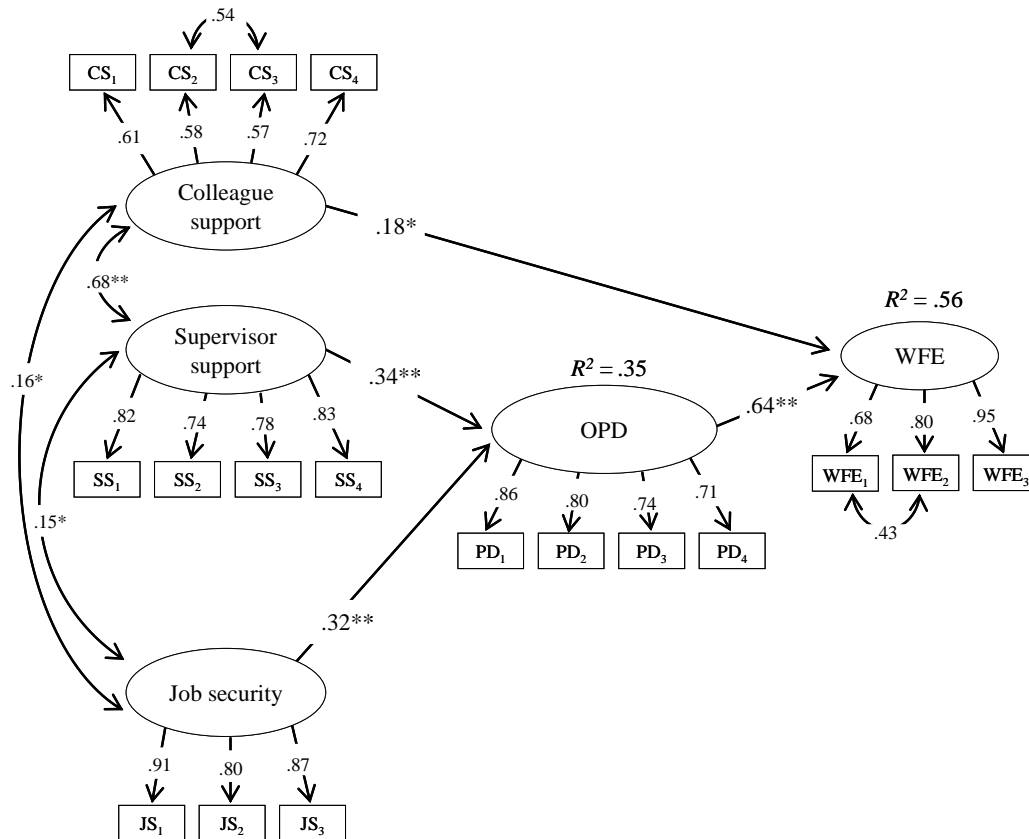 .54
CS₁ CS₂ CS₃ CS₄
.61 .58 .57 .72
Colleague
support
.18*
.68**
R² = .56
Supervisor
support
WFE
.16*
R² = .35
.34**
.64**
OPD
.82 .74 .78 .83
.68 .80 .95
SS₁ SS₂ SS₃ SS₄
WFE₁ WFE₂ WFE₃
.86 .80 .74 .71
.15*
.43
PD₁ PD₂ PD₃ PD₄
.32**
Job security
.91 .80 .87
JS₁ JS₂ JS₃